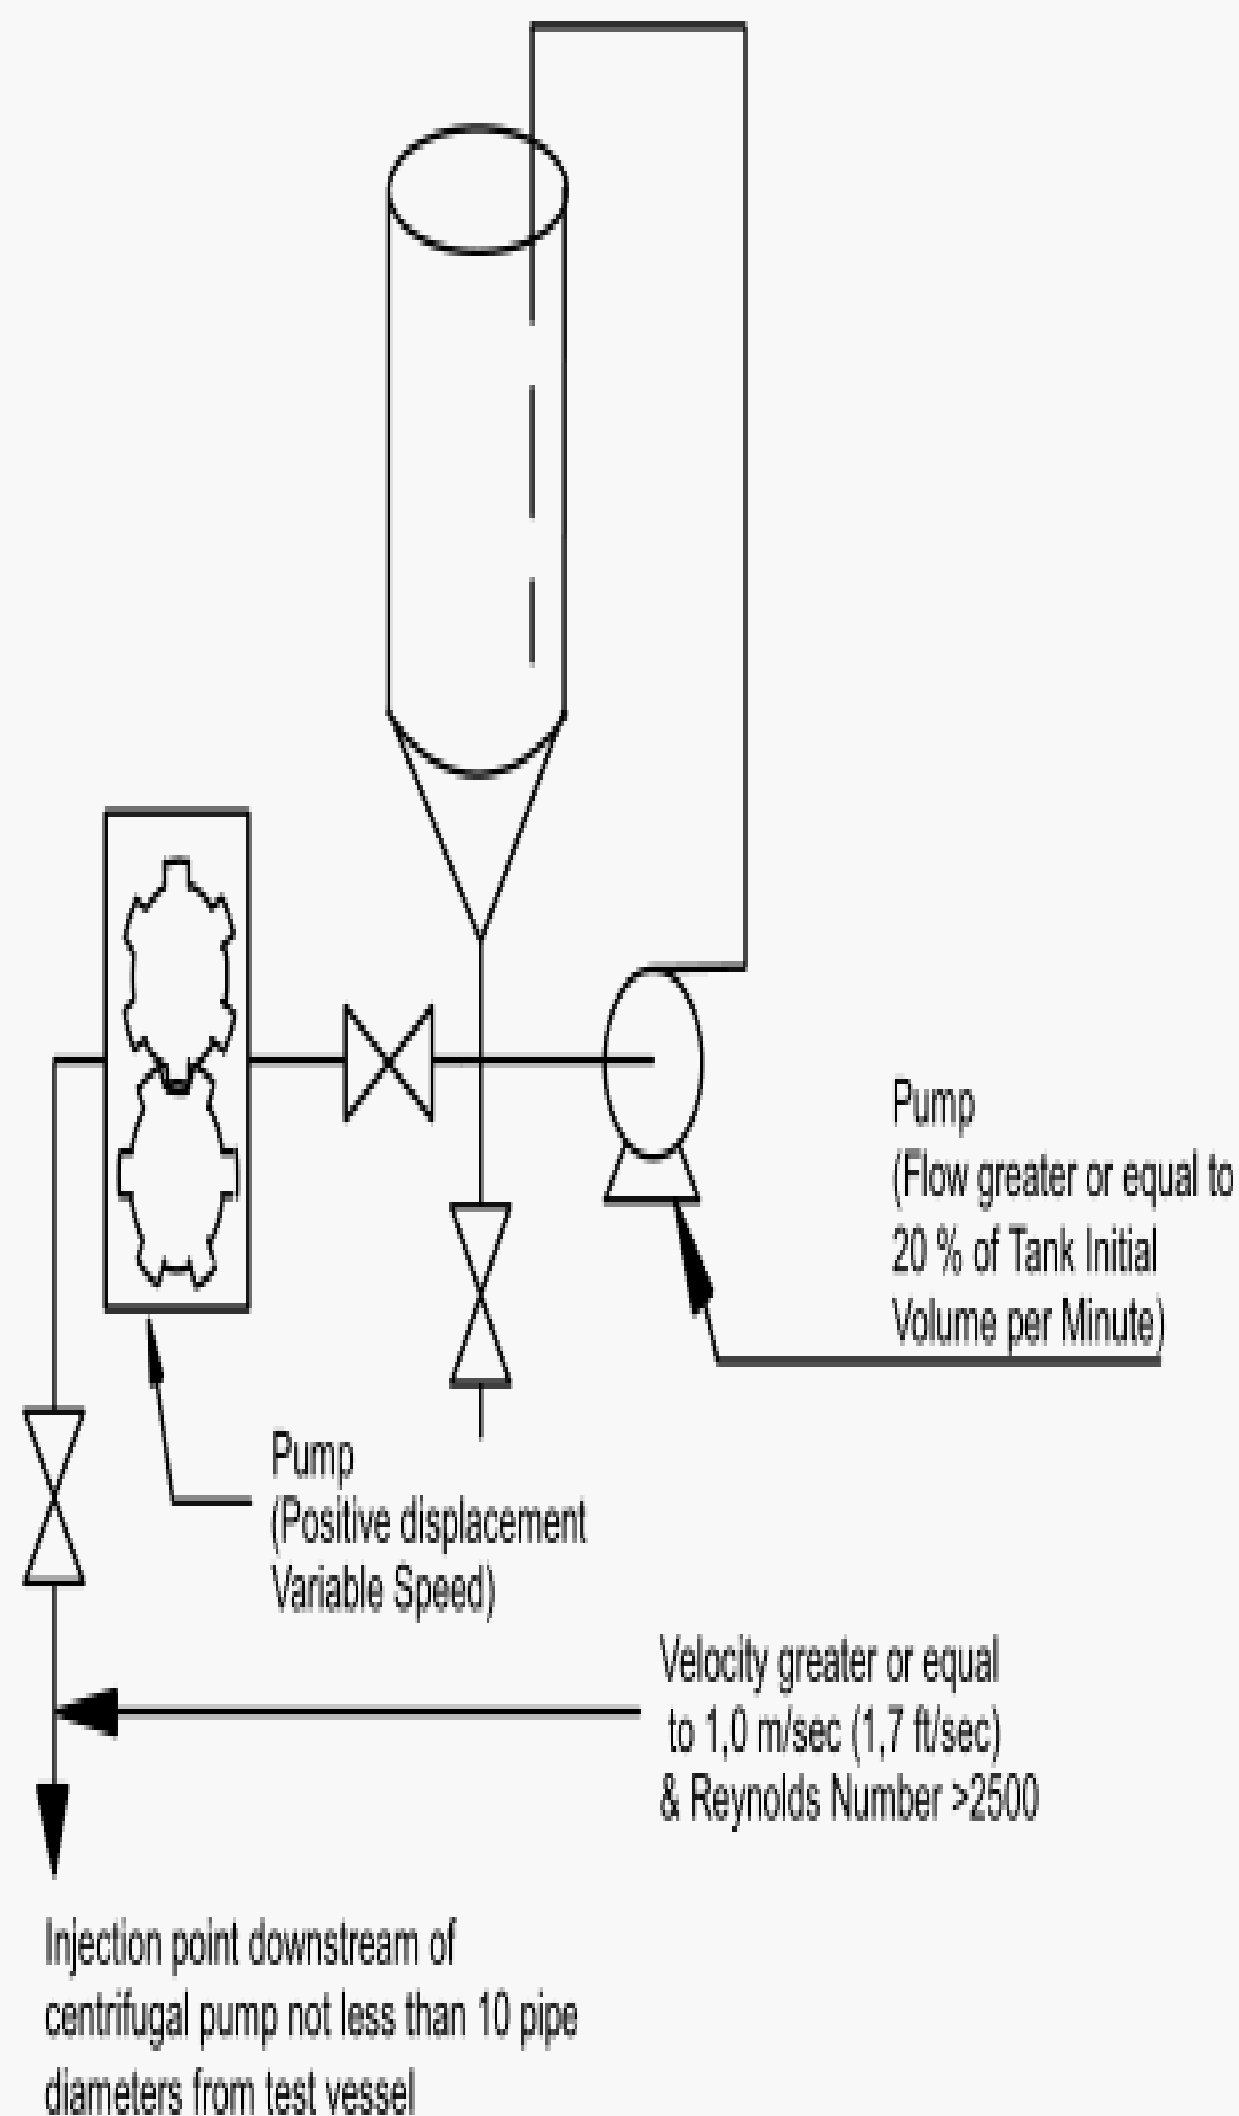 Pump
(Flow greater or equal to
20 % of Tank Initial
Volume per Minute)
Pump
(Positive displacement
Variable Speed)
Velocity greater or equal
to 1,0 m/sec (1,7 ft/sec)
& Reynolds Number >2500
Injection point downstream of
centrifugal pump not less than 10 pipe
diameters from test vessel